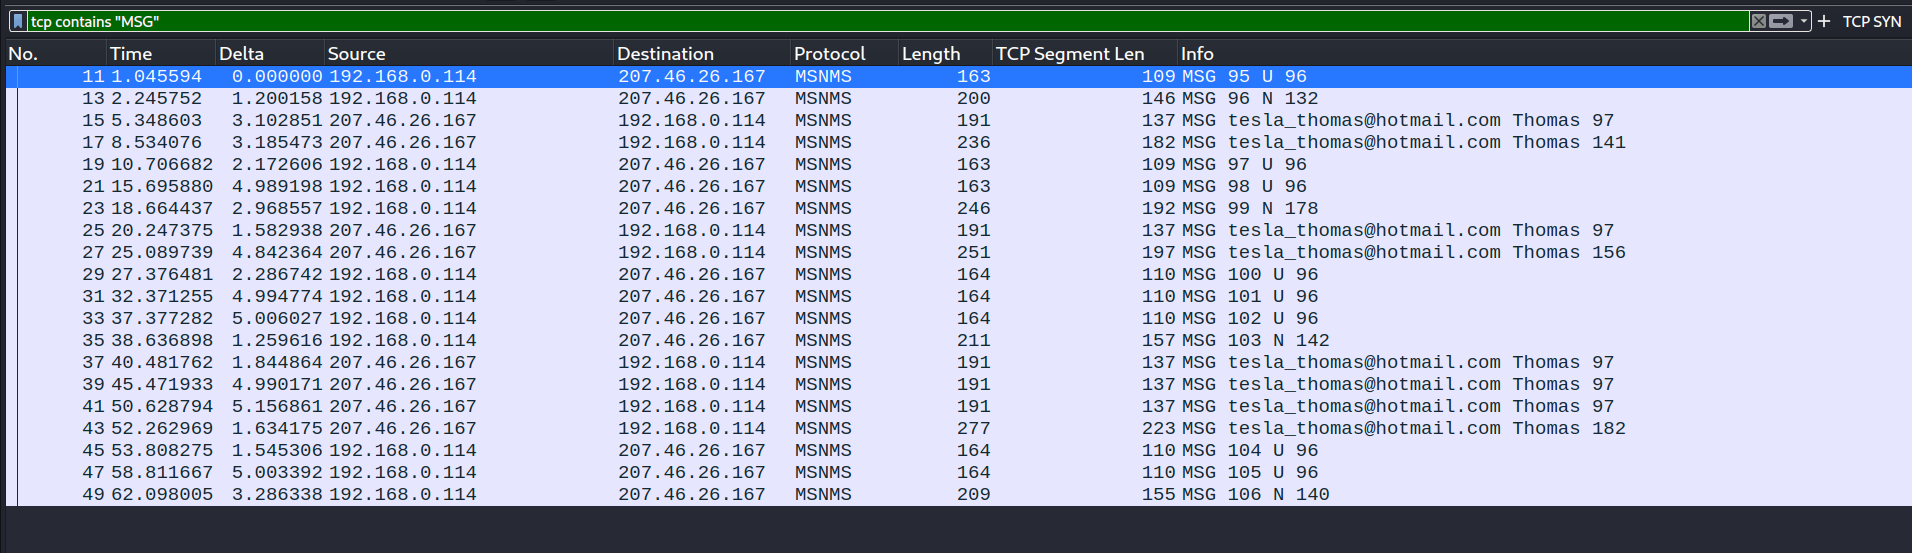 tcp contains "MSG" + TCP SYN
No. Time Delta Source Destination Protocol Length TCP Segment Len Info
11 1.045594 0.000000 192.168.0.114 207.46.26.167 MSNMS 163 109 MSG 95 U 96
13 2.245752 1.200158 192.168.0.114 207.46.26.167 MSNMS 200 146 MSG 96 N 132
15 5.348603 3.102851 207.46.26.167 192.168.0.114 MSNMS 191 137 MSG tesla_thomas@hotmail.com Thomas 97
17 8.534076 3.185473 207.46.26.167 192.168.0.114 MSNMS 236 182 MSG tesla_thomas@hotmail.com Thomas 141
19 10.706682 2.172606 192.168.0.114 207.46.26.167 MSNMS 163 109 MSG 97 U 96
21 15.695880 4.989198 192.168.0.114 207.46.26.167 MSNMS 163 109 MSG 98 U 96
23 18.664437 2.968557 192.168.0.114 207.46.26.167 MSNMS 246 192 MSG 99 N 178
25 20.247375 1.582938 207.46.26.167 192.168.0.114 MSNMS 191 137 MSG tesla_thomas@hotmail.com Thomas 97
27 25.089739 4.842364 207.46.26.167 192.168.0.114 MSNMS 251 197 MSG tesla_thomas@hotmail.com Thomas 156
29 27.376481 2.286742 192.168.0.114 207.46.26.167 MSNMS 164 110 MSG 100 U 96
31 32.371255 4.994774 192.168.0.114 207.46.26.167 MSNMS 164 110 MSG 101 U 96
33 37.377282 5.006027 192.168.0.114 207.46.26.167 MSNMS 164 110 MSG 102 U 96
35 38.636898 1.259616 192.168.0.114 207.46.26.167 MSNMS 211 157 MSG 103 N 142
37 40.481762 1.844864 207.46.26.167 192.168.0.114 MSNMS 191 137 MSG tesla_thomas@hotmail.com Thomas 97
39 45.471933 4.990171 207.46.26.167 192.168.0.114 MSNMS 191 137 MSG tesla_thomas@hotmail.com Thomas 97
41 50.628794 5.156861 207.46.26.167 192.168.0.114 MSNMS 191 137 MSG tesla_thomas@hotmail.com Thomas 97
43 52.262969 1.634175 207.46.26.167 192.168.0.114 MSNMS 277 223 MSG tesla_thomas@hotmail.com Thomas 182
45 53.808275 1.545306 192.168.0.114 207.46.26.167 MSNMS 164 110 MSG 104 U 96
47 58.811667 5.003392 192.168.0.114 207.46.26.167 MSNMS 164 110 MSG 105 U 96
49 62.098005 3.286338 192.168.0.114 207.46.26.167 MSNMS 209 155 MSG 106 N 140